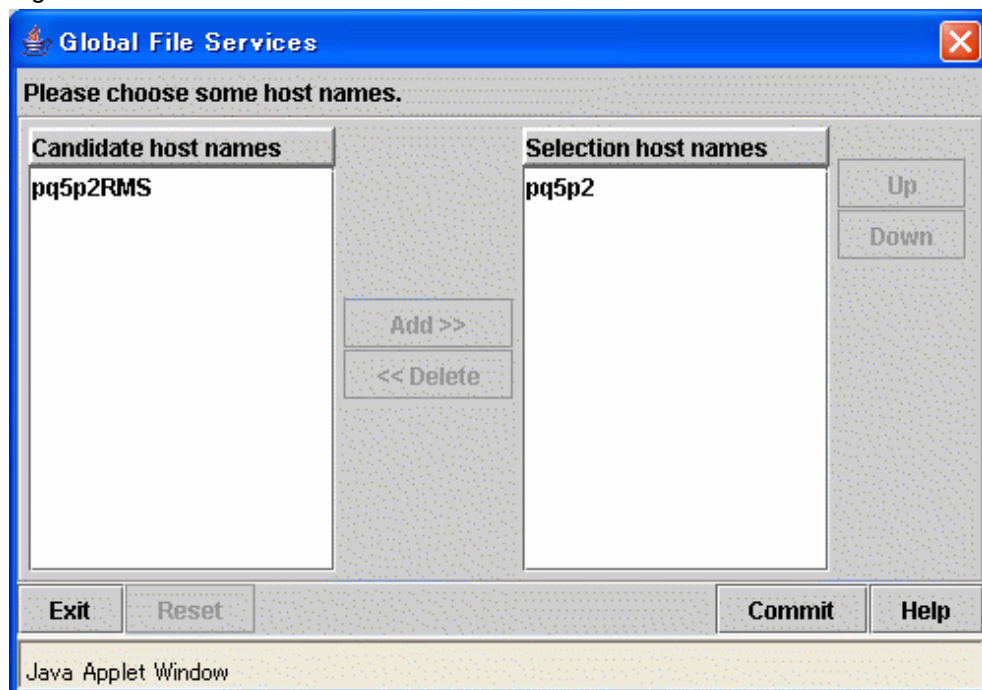 Global File Services
Please choose some host names.
Candidate host names
pq5p2RMS
Add >>
<< Delete
Selection host names
pq5p2
Up
Down
Exit
Reset
Commit
Help
Java Applet Window